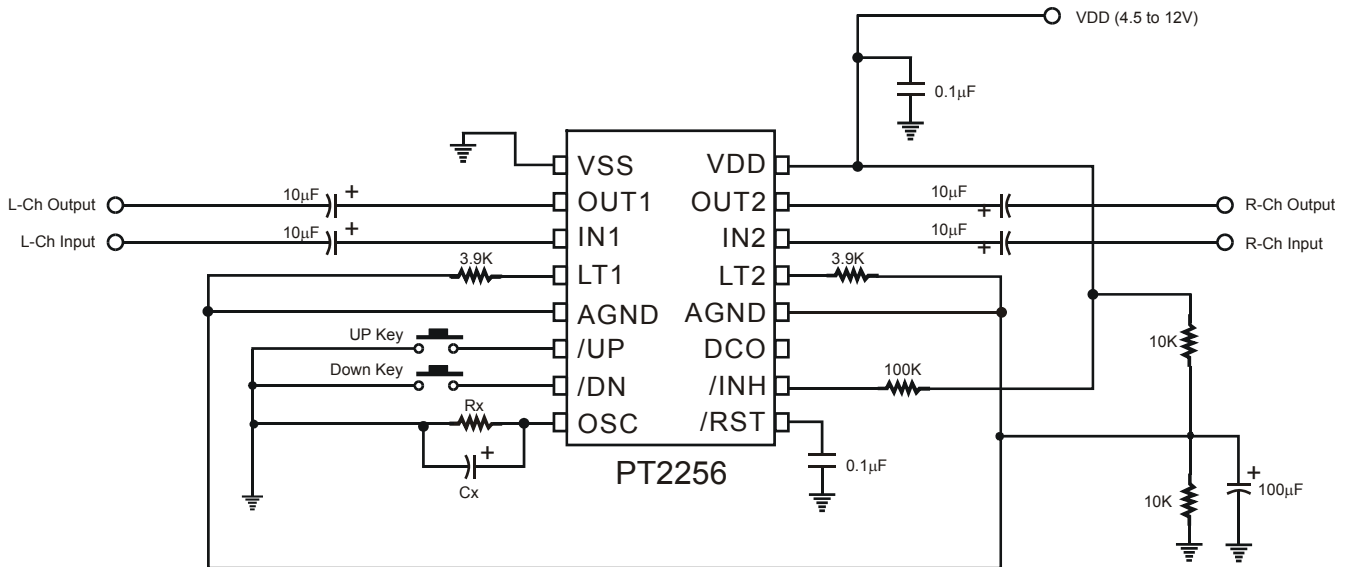 VDD (4.5 to 12V)
0.1μF
VSS VDD
L-Ch Output 10μF + OUT1 OUT2 10μF + R-Ch Output
L-Ch Input 10μF + IN1 IN2 10μF + R-Ch Input
3.9K LT1 LT2 3.9K
AGND AGND
UP Key /UP DCO 10K
Down Key /DN /INH 100K
Rx OSC /RST
+ Cx 0.1μF
PT2256
10K + 100μF